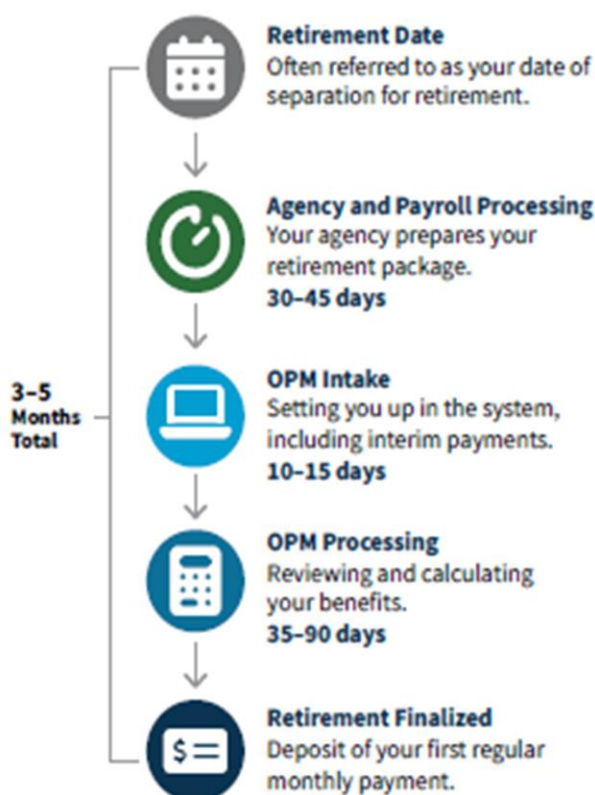 Retirement Date
Often referred to as your date of
separation for retirement.
Agency and Payroll Processing
Your agency prepares your
retirement package.
30–45 days
OPM Intake
Setting you up in the system,
including interim payments.
10–15 days
3–5
Months
Total
OPM Processing
Reviewing and calculating
your benefits.
35–90 days
$
Retirement Finalized
Deposit of your first regular
monthly payment.